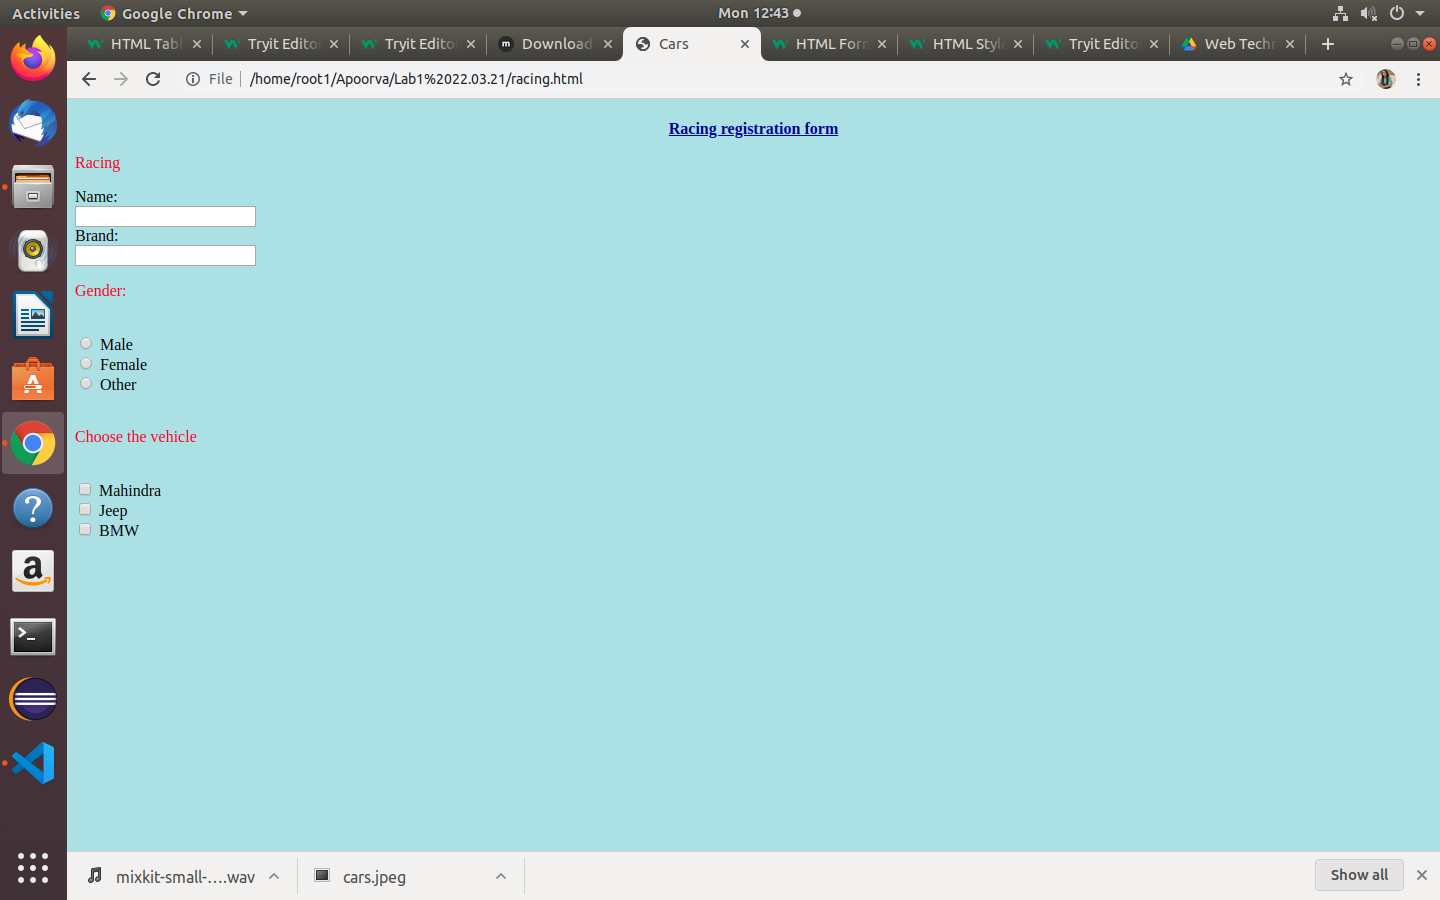 Activities Google Chrome Mon 12:43
HTML Tabl Tryit Edito Tryit Edito Download Cars HTML Forn HTML Style Tryit Edito Web Techn
File /home/root1/Apoorva/Lab1%2022.03.21/racing.html
Racing registration form
Racing
Name:
Brand:
Gender:
Male
Female
Other
Choose the vehicle
Mahindra
Jeep
BMW
mixkit-small-....wav cars.jpeg Show all